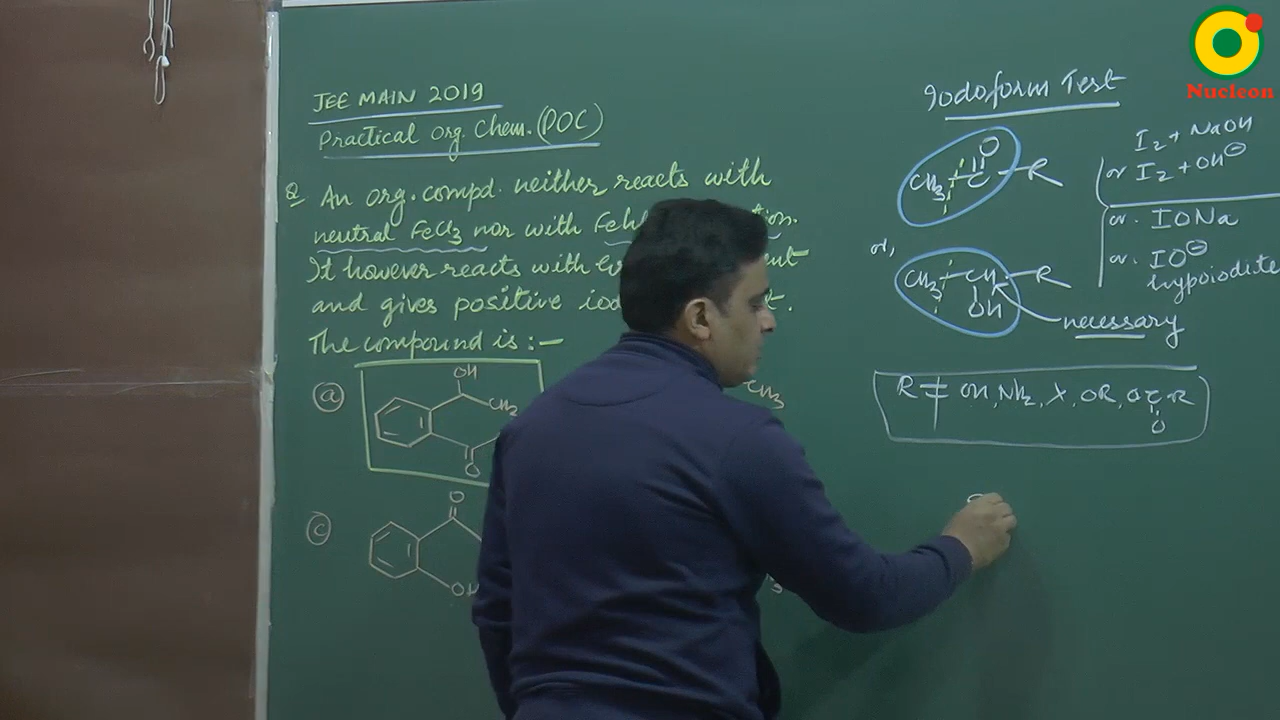 JEE MAIN 2019
Practical Org. Chem. (POC)
Q An org. compd. neither reacts with
neutral FeCl3 nor with Fehl
It however reacts with
and gives positive iod
The compound is :-
(a)
OH
CH3
O
(c)
O
OH
CH3
Iodoform Test
O
CH3 - C - R
or,
CH3 - CH - R
OH
necessary
I2 + NaOH
or I2 + OH⊖
or. IONa
or. IO⊖
hypoiodite
R ≠ OH, NH2, X, OR, OCR
O
Nucleon